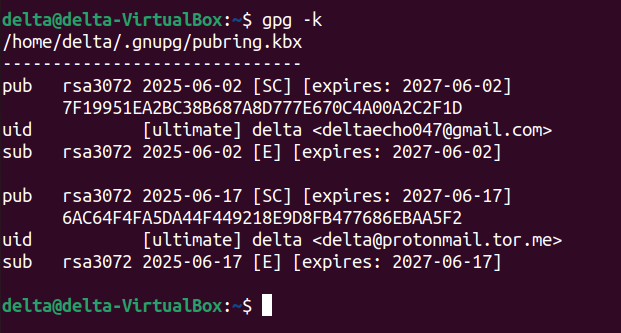 delta@delta-VirtualBox:~$ gpg -k
/home/delta/.gnupg/pubring.kbx
------------------------------
pub   rsa3072 2025-06-02 [SC] [expires: 2027-06-02]
      7F19951EA2BC38B687A8D777E670C4A00A2C2F1D
uid           [ultimate] delta <deltaecho047@gmail.com>
sub   rsa3072 2025-06-02 [E] [expires: 2027-06-02]

pub   rsa3072 2025-06-17 [SC] [expires: 2027-06-17]
      6AC64F4FA5DA44F449218E9D8FB477686EBAA5F2
uid           [ultimate] delta <delta@protonmail.tor.me>
sub   rsa3072 2025-06-17 [E] [expires: 2027-06-17]

delta@delta-VirtualBox:~$